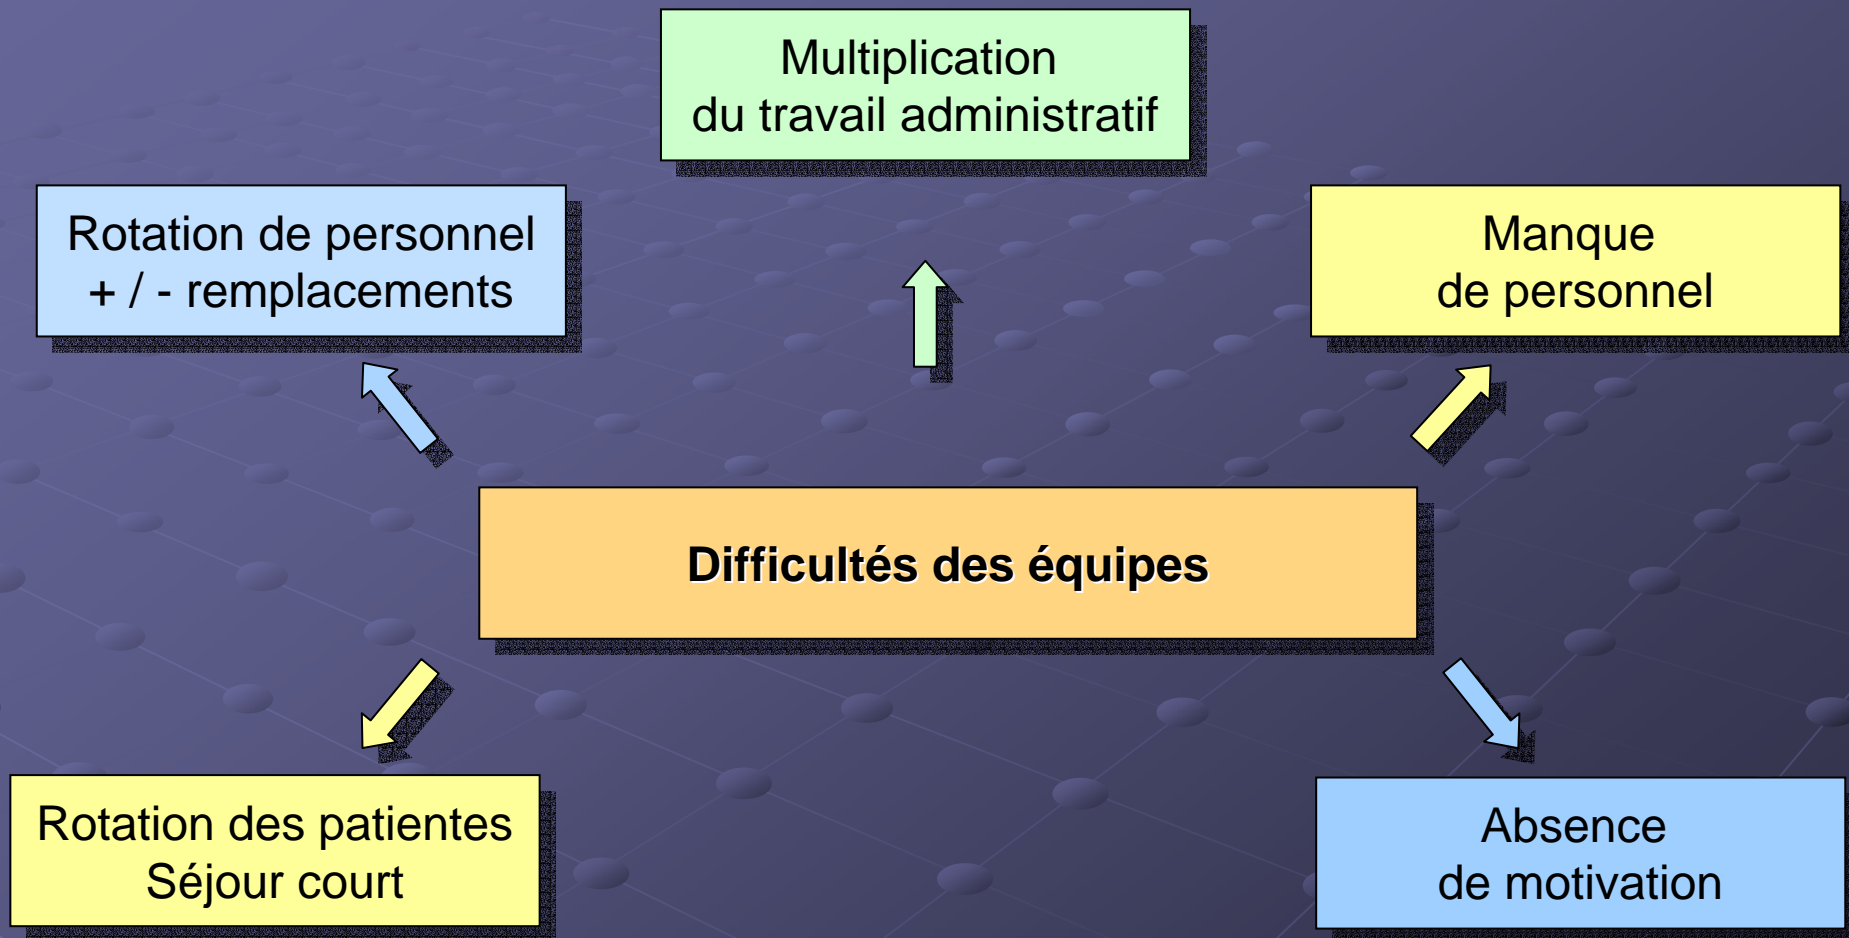 Multiplication
du travail administratif
Rotation de personnel
+ / - remplacements
Manque
de personnel
Difficultés des équipes
Rotation des patientes
Séjour court
Absence
de motivation